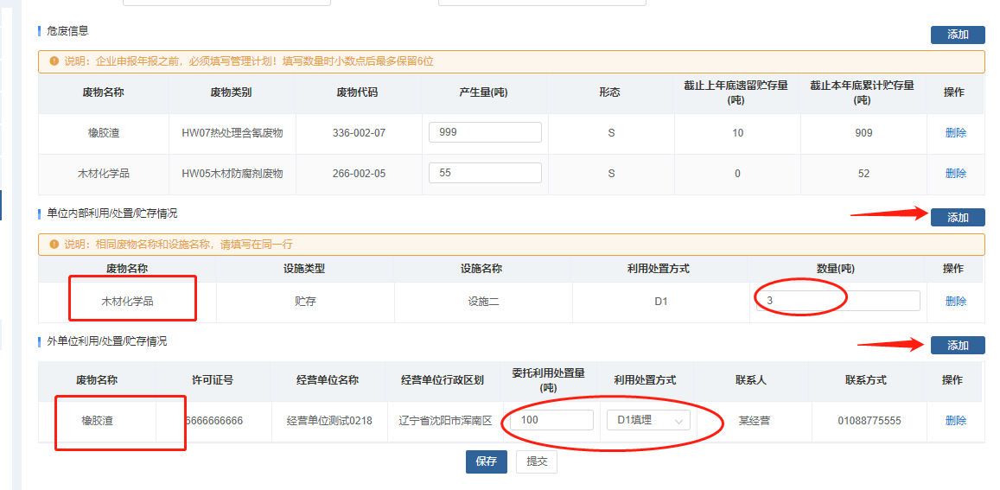 危废信息
添加
说明：企业申报年报之前，必须填写管理计划！填写数量时小数点后最多保留6位
废物名称 废物类别 废物代码 产生量(吨) 形态 截止上年底遗留贮存量(吨) 截止本年底累计贮存量(吨) 操作
橡胶渣 HW07热处理含氰废物 336-002-07 999 S 10 909 删除
木材化学品 HW05木材防腐剂废物 266-002-05 55 S 0 52 删除
单位内部利用/处置/贮存情况
添加
说明：相同废物名称和设施名称，请填写在同一行
废物名称 设施类型 设施名称 利用处置方式 数量(吨) 操作
木材化学品 贮存 设施二 D1 3 删除
外单位利用/处置/贮存情况
添加
废物名称 许可证号 经营单位名称 经营单位行政区划 委托利用处置量(吨) 利用处置方式 联系人 联系方式 操作
橡胶渣 6666666666 经营单位测试0218 辽宁省沈阳市浑南区 100 D1填埋 某经营 01088775555 删除
保存 提交